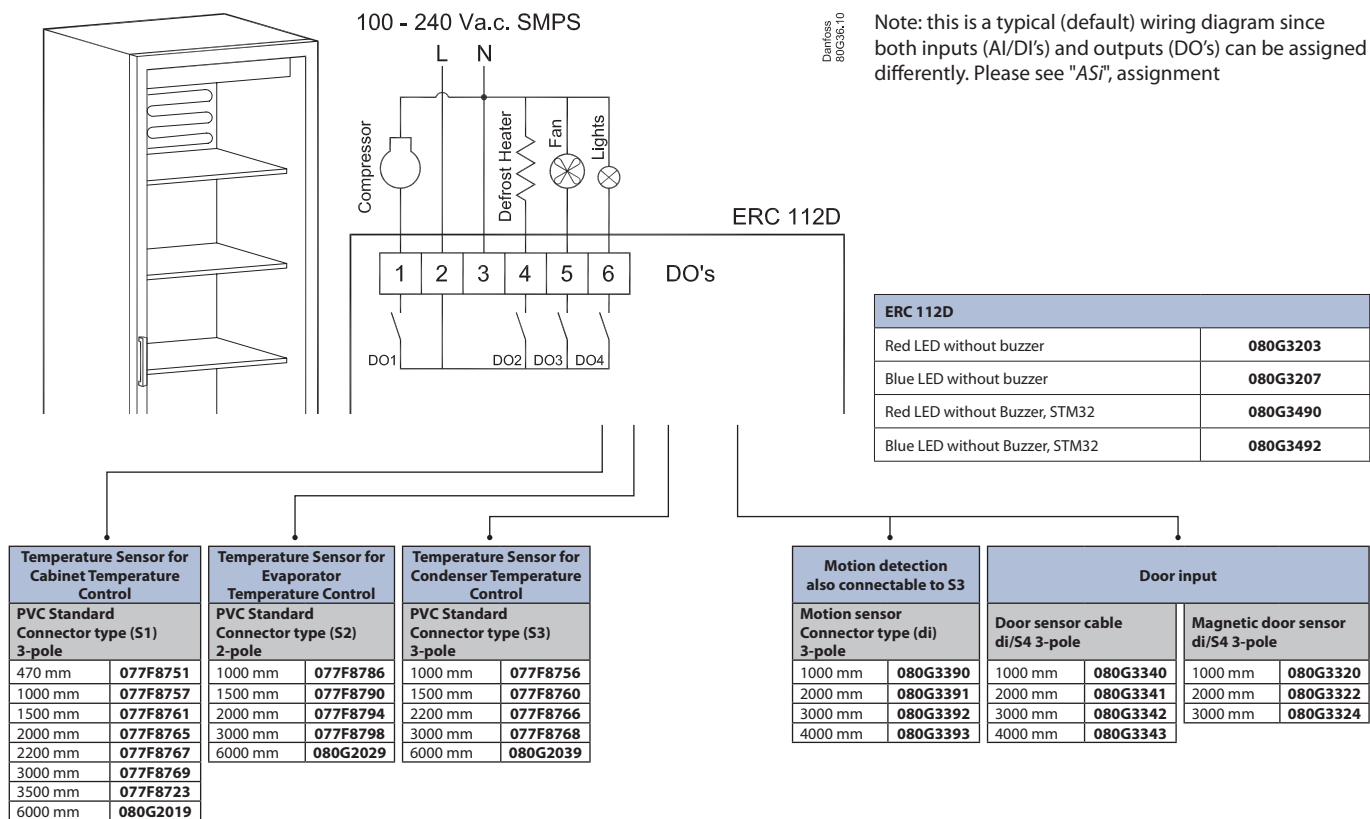 100 - 240 Va.c. SMPS
L N
Danfoss
80G36.10
Note: this is a typical (default) wiring diagram since
both inputs (AI/DI's) and outputs (DO's) can be assigned
differently. Please see "ASi", assignment
Compressor
Defrost Heater
Fan
Lights
ERC 112D
1 2 3 4 5 6 DO's
DO1 DO2 DO3 DO4
ERC 112D
Red LED without buzzer 080G3203
Blue LED without buzzer 080G3207
Red LED without Buzzer, STM32 080G3490
Blue LED without Buzzer, STM32 080G3492
Temperature Sensor for
Cabinet Temperature
Control
PVC Standard
Connector type (S1)
3-pole
470 mm 077F8751
1000 mm 077F8757
1500 mm 077F8761
2000 mm 077F8765
2200 mm 077F8767
3000 mm 077F8769
3500 mm 077F8723
6000 mm 080G2019
Temperature Sensor for
Evaporator
Temperature Control
PVC Standard
Connector type (S2)
2-pole
1000 mm 077F8786
1500 mm 077F8790
2000 mm 077F8794
3000 mm 077F8798
6000 mm 080G2029
Temperature Sensor for
Condenser Temperature
Control
PVC Standard
Connector type (S3)
3-pole
1000 mm 077F8756
1500 mm 077F8760
2200 mm 077F8766
3000 mm 077F8768
6000 mm 080G2039
Motion detection
also connectable to S3
Motion sensor
Connector type (di)
3-pole
1000 mm 080G3390
2000 mm 080G3391
3000 mm 080G3392
4000 mm 080G3393
Door input
Door sensor cable
di/S4 3-pole
1000 mm 080G3340
2000 mm 080G3341
3000 mm 080G3342
4000 mm 080G3343
Magnetic door sensor
di/S4 3-pole
1000 mm 080G3320
2000 mm 080G3322
3000 mm 080G3324